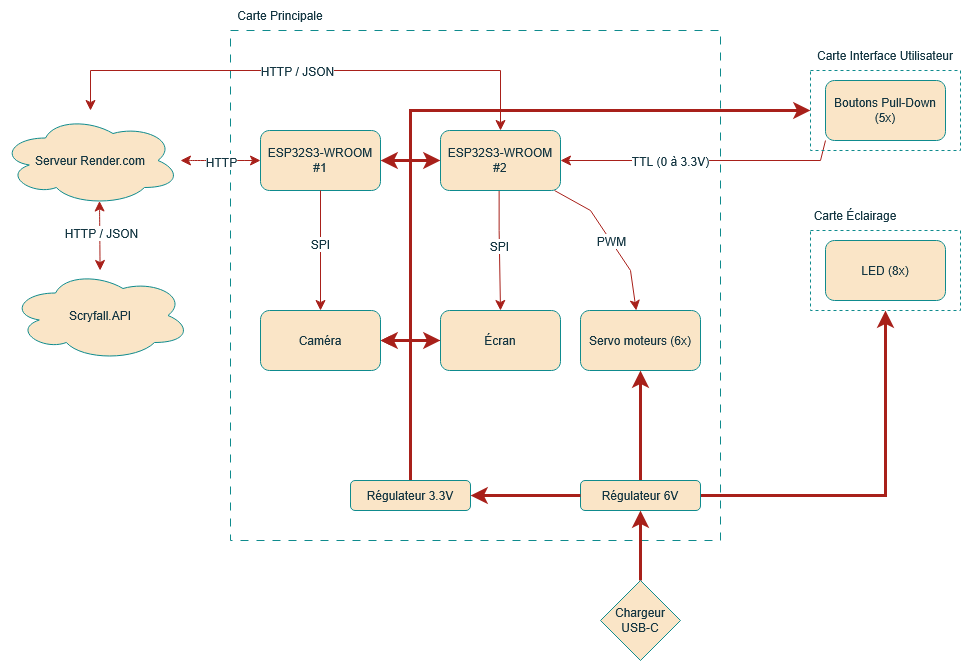 Carte Principale
Carte Interface Utilisateur
HTTP / JSON
Boutons Pull-Down
(5x)
Serveur Render.com
HTTP
ESP32S3-WROOM
#1
ESP32S3-WROOM
#2
TTL (0 à 3.3V)
Carte Éclairage
HTTP / JSON
SPI
SPI
PWM
LED (8x)
Scryfall.API
Caméra
Écran
Servo moteurs (6x)
Régulateur 3.3V
Régulateur 6V
Chargeur
USB-C